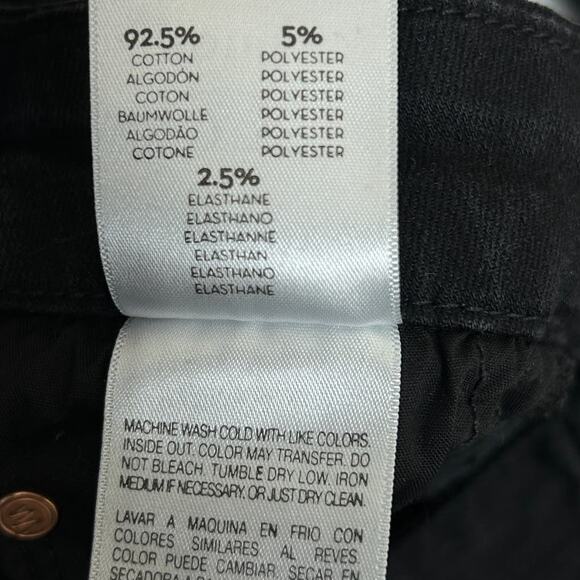 92.5% 5%
COTTON POLYESTER
ALGODÓN POLYESTER
COTON POLYESTER
BAUMWOLLE POLYESTER
ALGODÃO POLYESTER
COTONE POLYESTER
2.5%
ELASTHANE
ELASTHANO
ELASTHANNE
ELASTHAN
ELASTHANO
ELASTHANE
MACHINE WASH COLD WITH LIKE COLORS.
INSIDE OUT. COLOR MAY TRANSFER. DO
NOT BLEACH. TUMBLE DRY LOW. IRON
MEDIUM IF NECESSARY, OR JUST DRY CLEAN.
LAVAR A MAQUINA EN FRIO CON
COLORES SIMILARES AL REVES.
COLOR PUEDE CAMBIAR. SECAR EN
SECADORA A